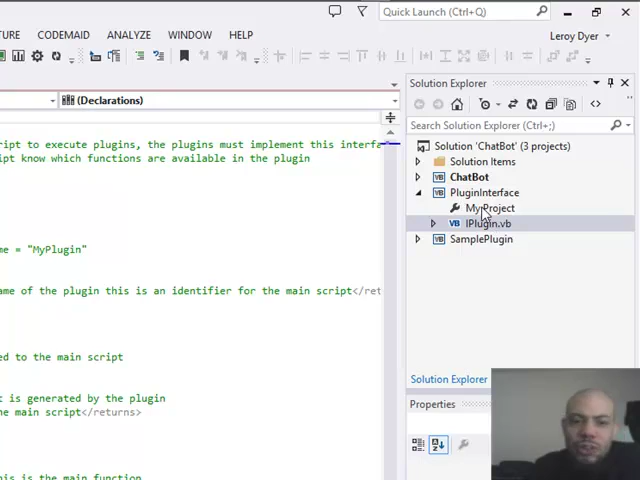 Quick Launch (Ctrl+Q)
TURE CODEMAID ANALYZE WINDOW HELP
Leroy Dyer
Solution Explorer
(Declarations)
Search Solution Explorer (Ctrl+;)
ript to execute plugins, the plugins must implement this interfa
ipt know which functions are available in the plugin
Solution 'ChatBot' (3 projects)
Solution Items
ChatBot
PluginInterface
My Project
IPlugin.vb
SamplePlugin
me = "MyPlugin"
ame of the plugin this is an identifier for the main script</ret
ed to the main script
t is generated by the plugin
he main script</returns>
his is the main function
Solution Explorer
Properties